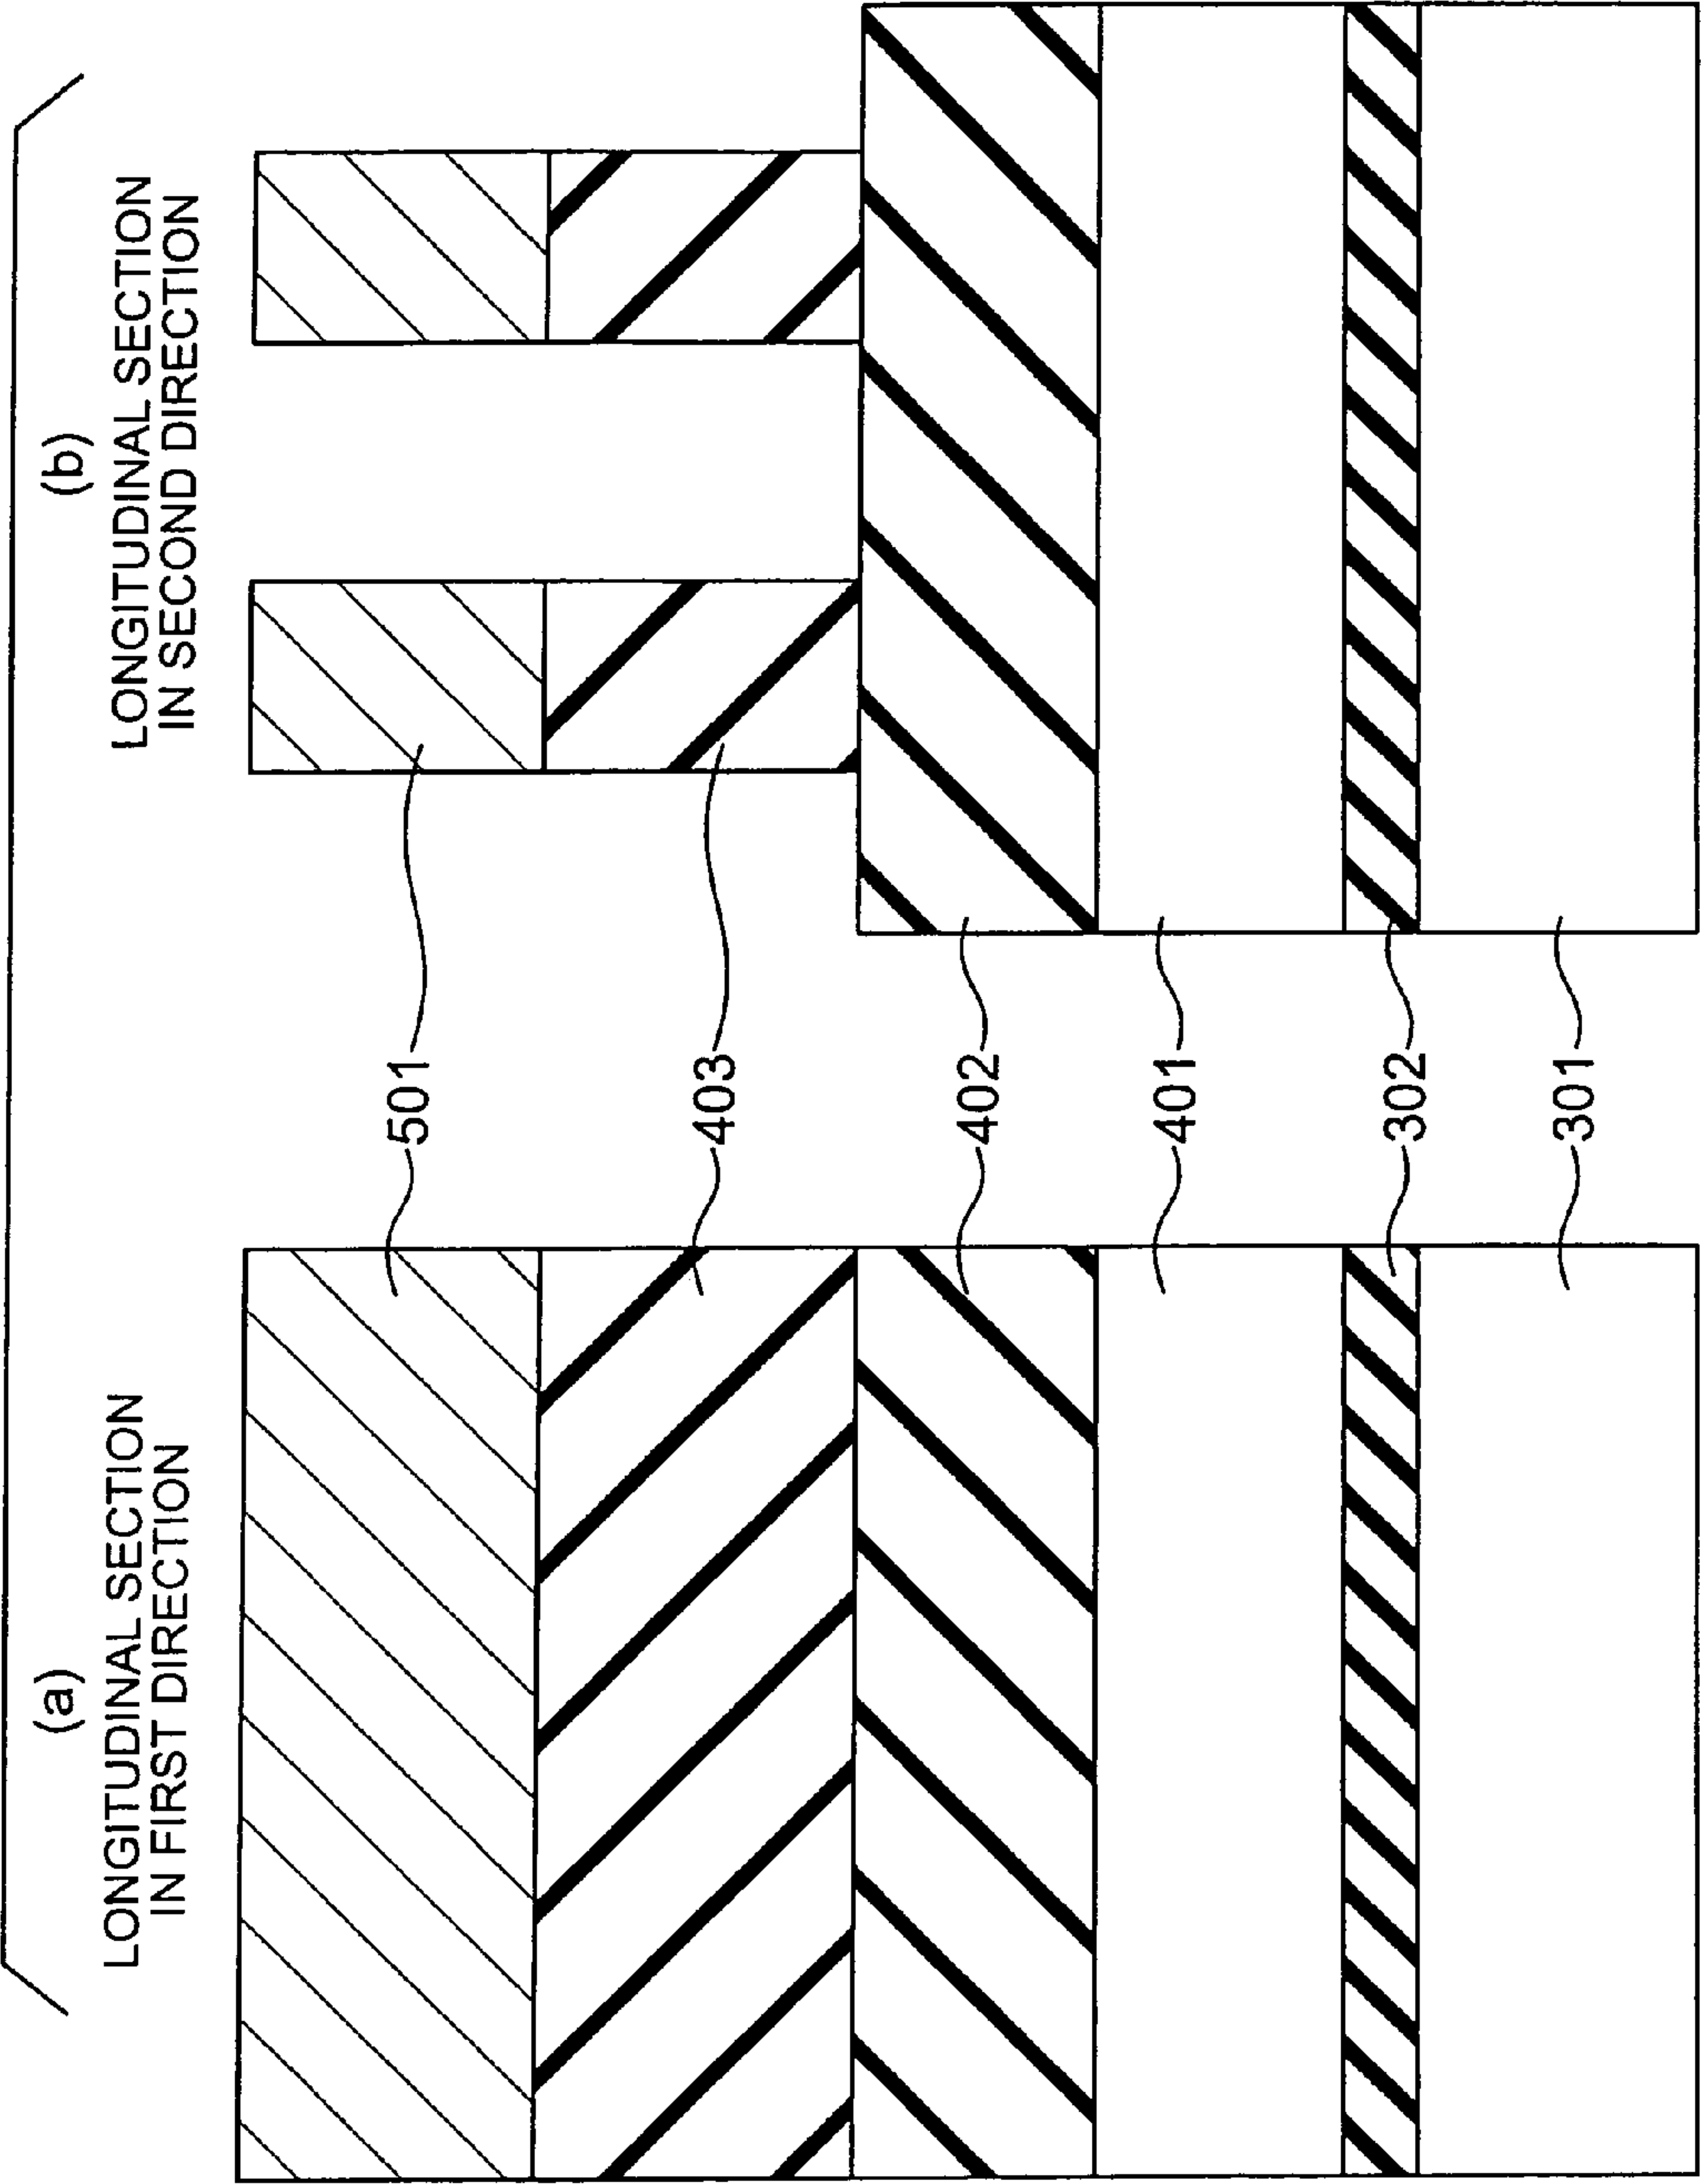 (a)
LONGITUDINAL SECTION
IN FIRST DIRECTION
(b)
LONGITUDINAL SECTION
IN SECOND DIRECTION
501
403
402
401
302
301